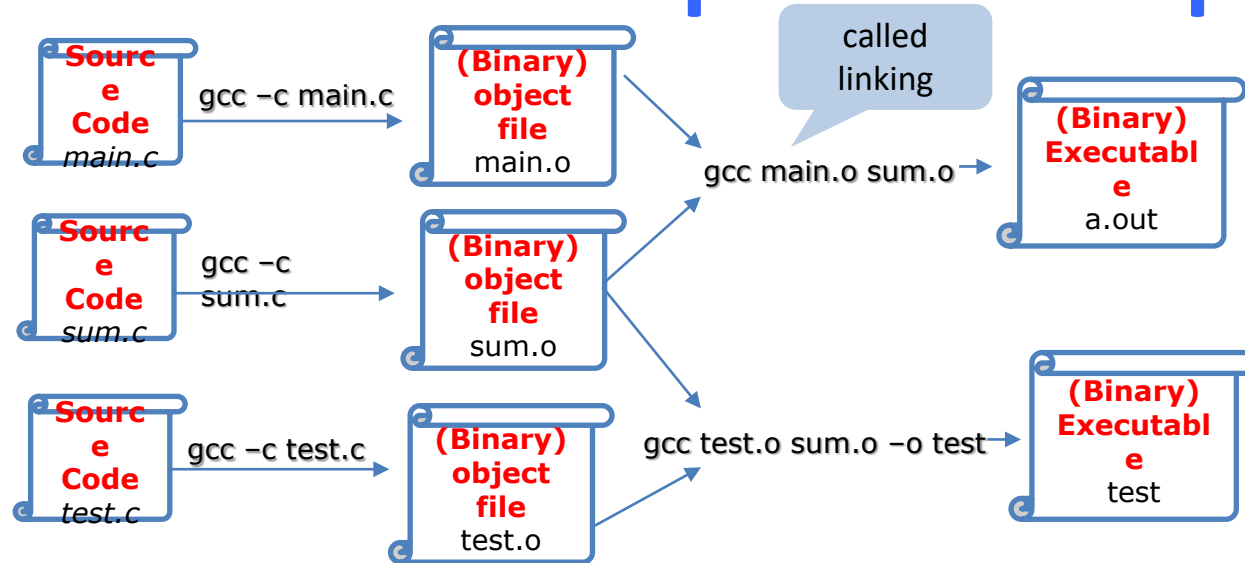 called
linking
Sourc
e
Code
main.c
gcc –c main.c
(Binary)
object
file
main.o
gcc main.o sum.o
(Binary)
Executabl
e
a.out
Sourc
e
Code
sum.c
gcc –c
sum.c
(Binary)
object
file
sum.o
Sourc
e
Code
test.c
gcc –c test.c
(Binary)
object
file
test.o
gcc test.o sum.o –o test
(Binary)
Executabl
e
test